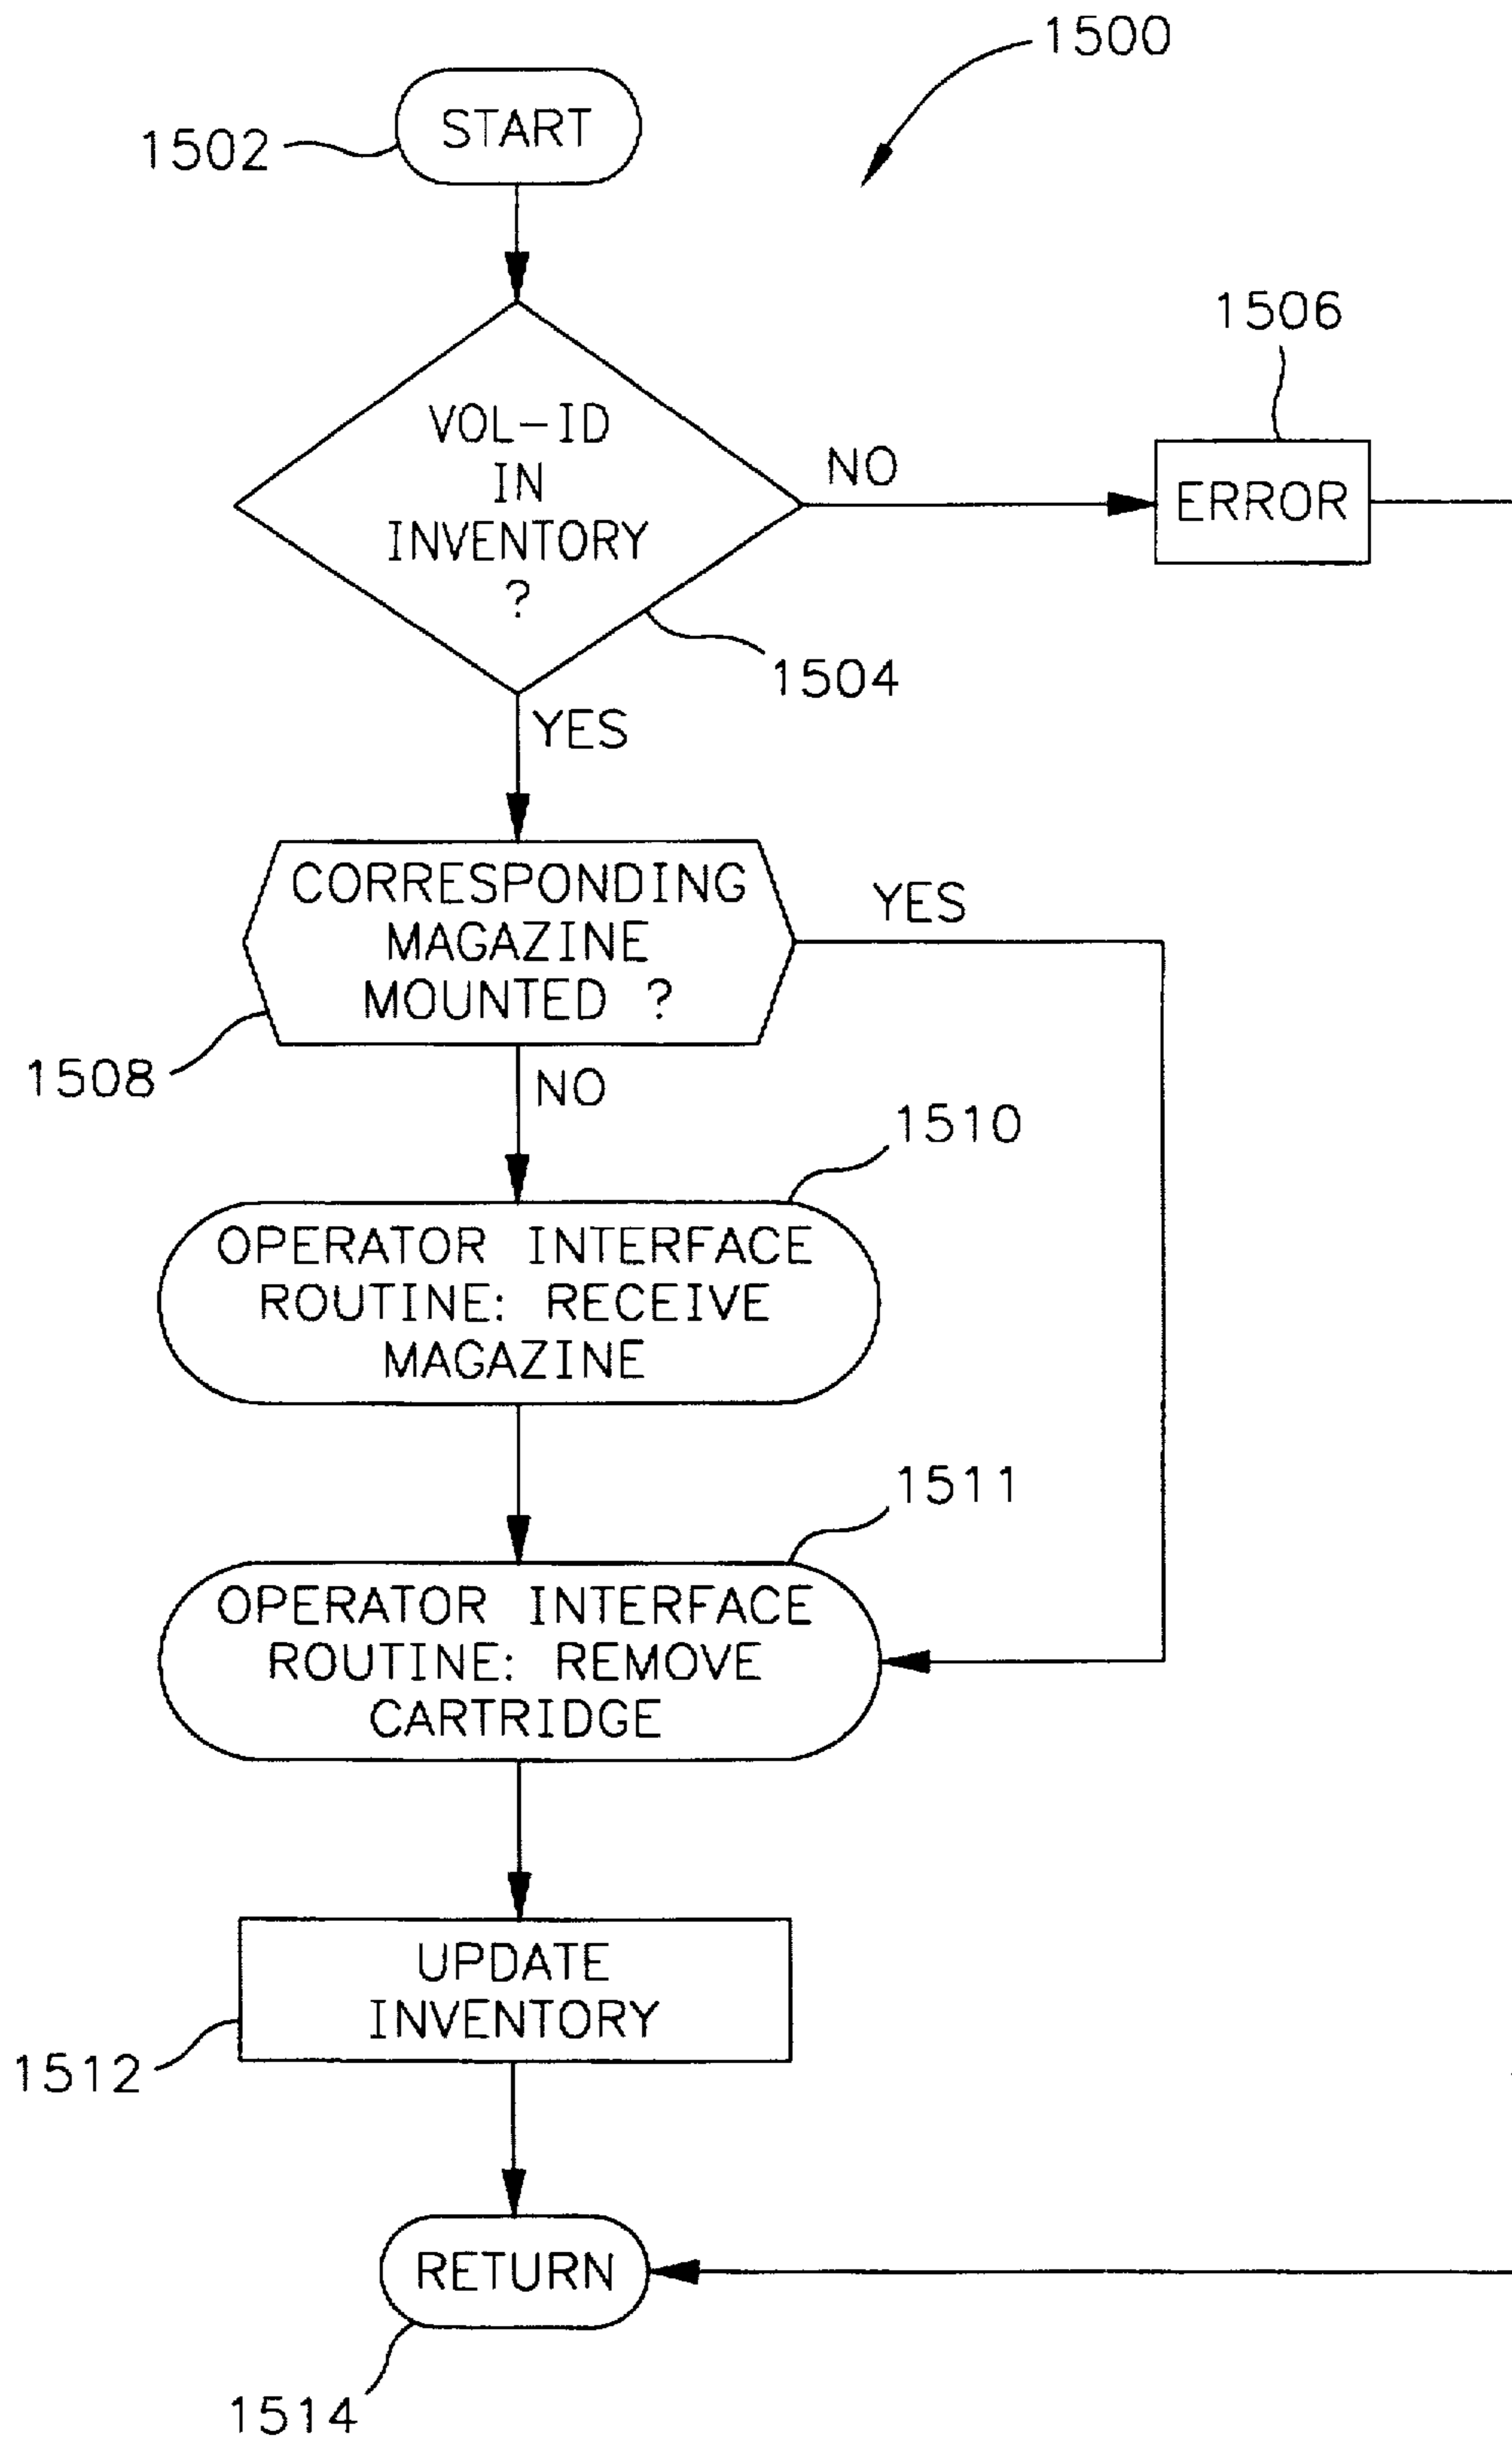 1500
START
1502
1506
VOL-ID
IN
INVENTORY
?
NO
ERROR
1504
YES
CORRESPONDING
MAGAZINE
MOUNTED ?
YES
1508
NO
1510
OPERATOR INTERFACE
ROUTINE: RECEIVE
MAGAZINE
1511
OPERATOR INTERFACE
ROUTINE: REMOVE
CARTRIDGE
UPDATE
INVENTORY
1512
RETURN
1514